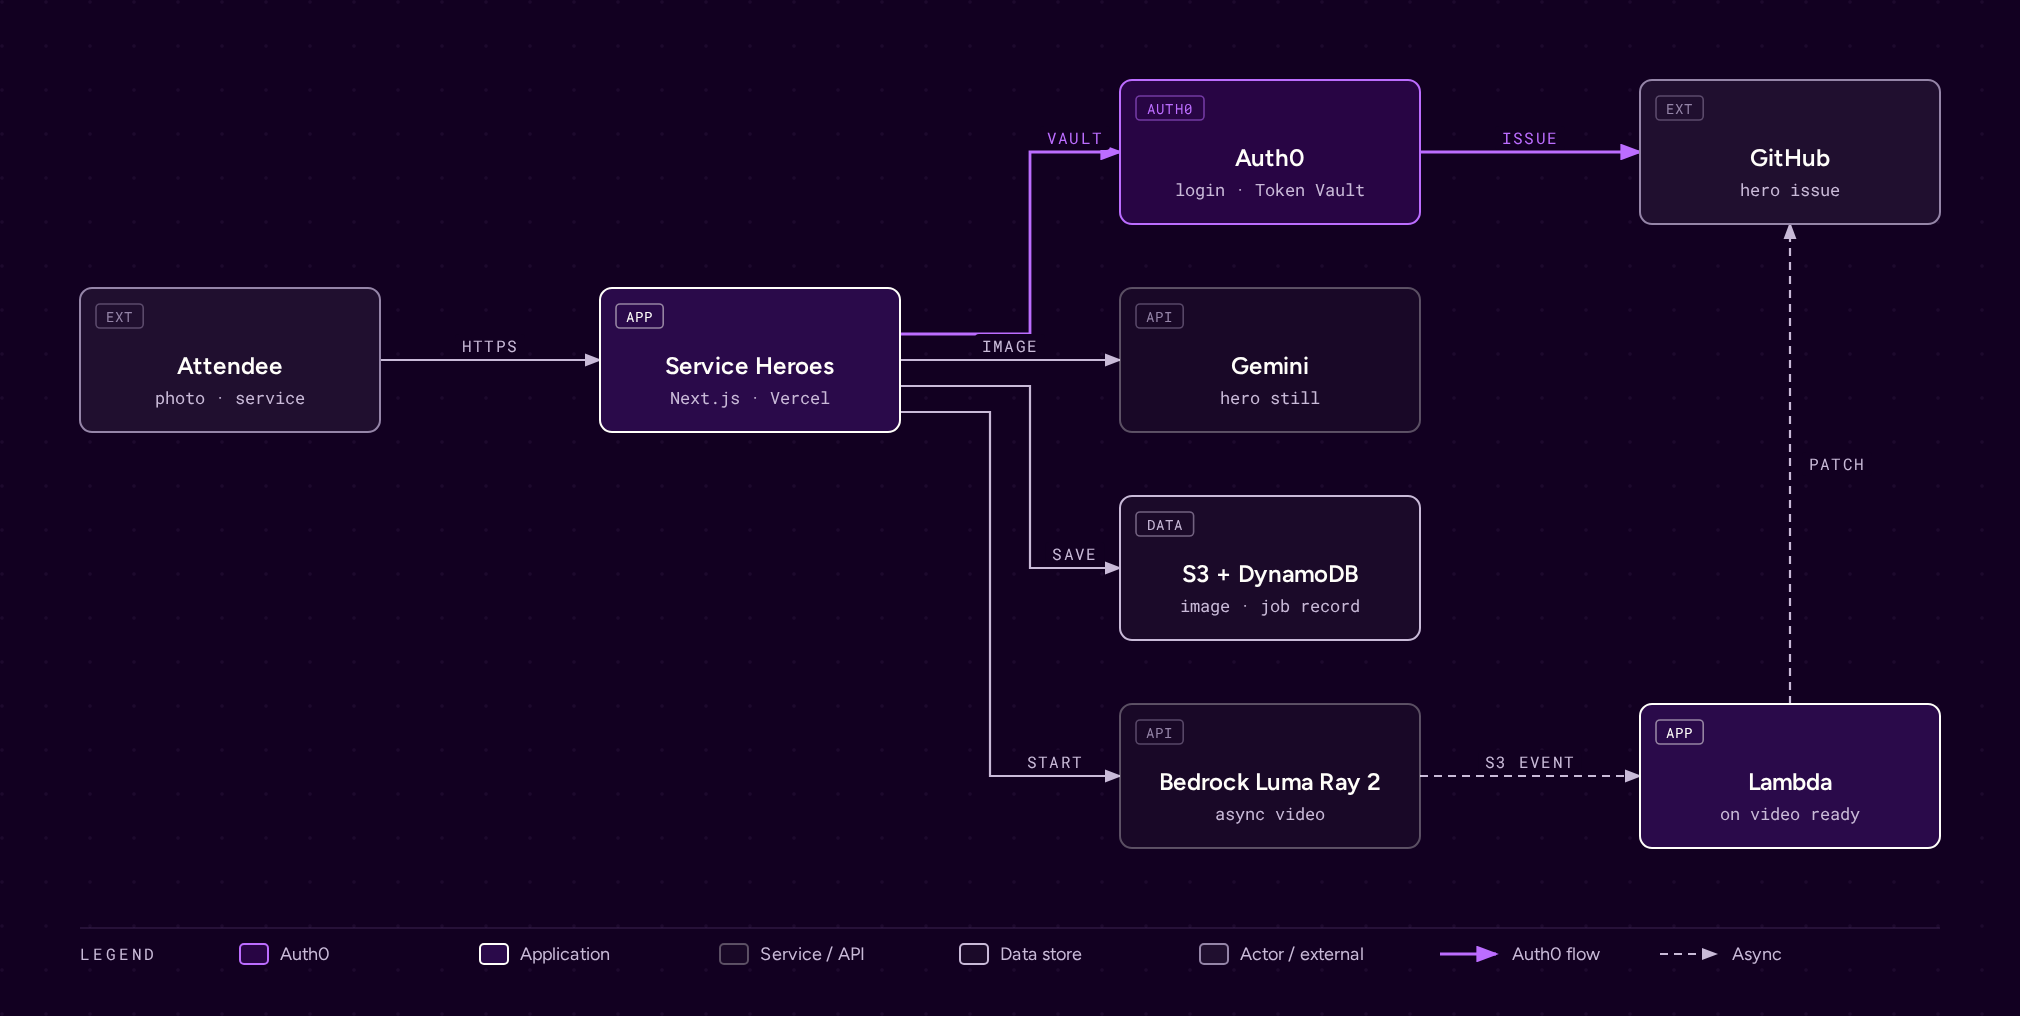 AUTH0
Auth0
login · Token Vault
VAULT
ISSUE
EXT
GitHub
hero issue
EXT
Attendee
photo · service
HTTPS
APP
Service Heroes
Next.js · Vercel
IMAGE
API
Gemini
hero still
PATCH
SAVE
DATA
S3 + DynamoDB
image · job record
START
API
Bedrock Luma Ray 2
async video
S3 EVENT
APP
Lambda
on video ready
LEGEND
Auth0
Application
Service / API
Data store
Actor / external
Auth0 flow
Async